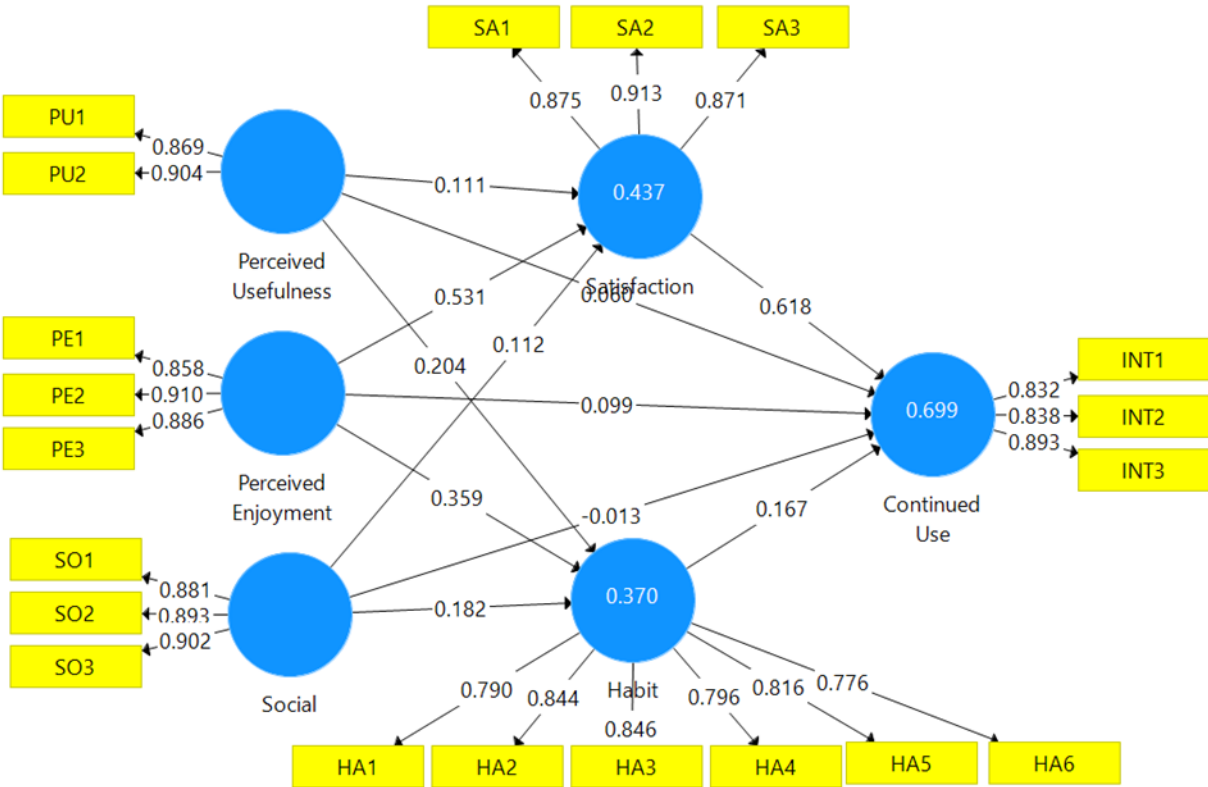 SA1 SA2 SA3
0.875 0.913 0.871
PU1
PU2
0.869
0.904
Perceived
Usefulness
0.437
Satisfaction
0.111
0.060
0.531
0.618
0.112
0.204
PE1
PE2
PE3
0.858
0.910
0.886
Perceived
Enjoyment
0.099
0.359
-0.013
0.167
0.699
Continued
Use
0.832
0.838
0.893
INT1
INT2
INT3
SO1
SO2
SO3
0.881
0.893
0.902
Social
0.182
0.370
Habit
0.790 0.844 0.846 0.796 0.816 0.776
HA1 HA2 HA3 HA4 HA5 HA6